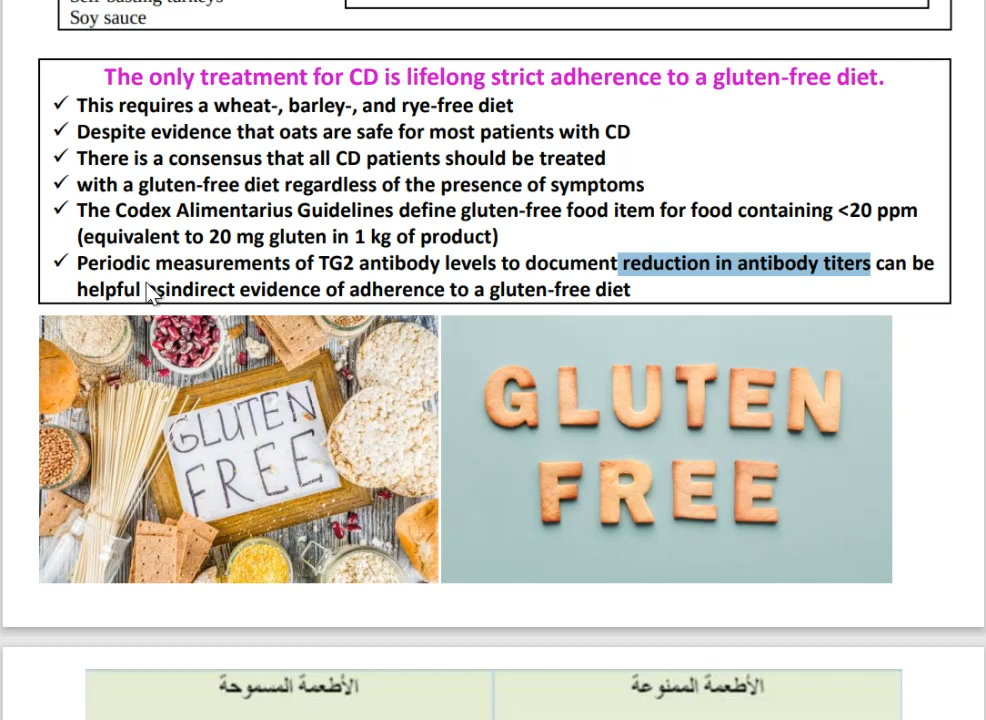 Soy sauce
The only treatment for CD is lifelong strict adherence to a gluten-free diet.
✓ This requires a wheat-, barley-, and rye-free diet
✓ Despite evidence that oats are safe for most patients with CD
✓ There is a consensus that all CD patients should be treated
✓ with a gluten-free diet regardless of the presence of symptoms
✓ The Codex Alimentarius Guidelines define gluten-free food item for food containing <20 ppm
(equivalent to 20 mg gluten in 1 kg of product)
✓ Periodic measurements of TG2 antibody levels to document reduction in antibody titers can be
helpful sindirect evidence of adherence to a gluten-free diet
GLUTEN
FREE
GLUTEN
FREE
الأطعمة الممنوعة
الأطعمة المسموحة